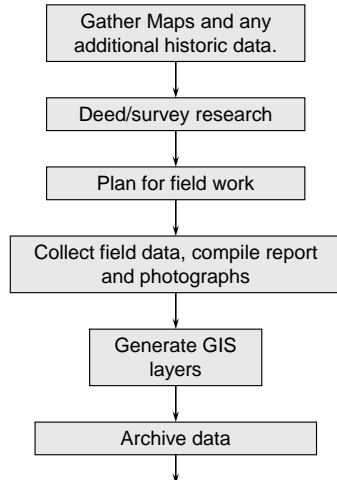 Gather Maps and any
additional historic data.
Deed/survey research
Plan for field work
Collect field data, compile report
and photographs
Generate GIS
layers
Archive data